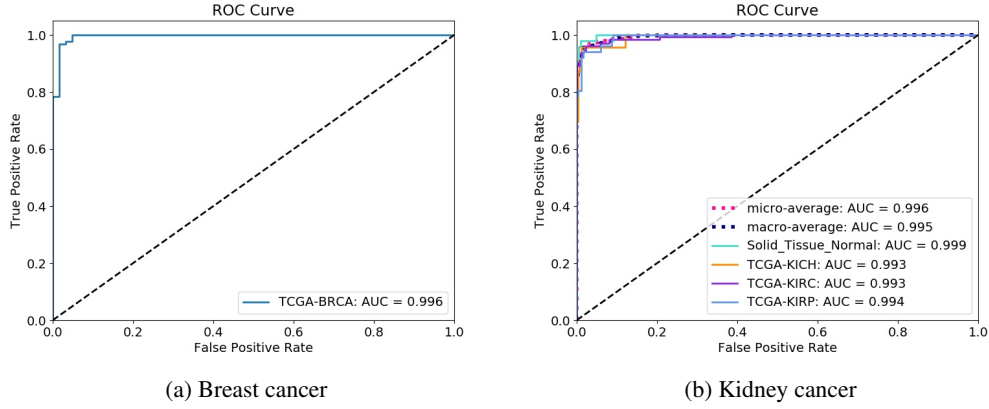 ROC Curve
True Positive Rate
1.0
0.8
0.6
0.4
0.2
0.0
TCGA-BRCA: AUC = 0.996
0.0 0.2 0.4 0.6 0.8 1.0
False Positive Rate
(a) Breast cancer
ROC Curve
True Positive Rate
1.0
0.8
0.6
0.4
0.2
0.0
micro-average: AUC = 0.996
macro-average: AUC = 0.995
Solid_Tissue_Normal: AUC = 0.999
TCGA-KICH: AUC = 0.993
TCGA-KIRC: AUC = 0.993
TCGA-KIRP: AUC = 0.994
0.0 0.2 0.4 0.6 0.8 1.0
False Positive Rate
(b) Kidney cancer